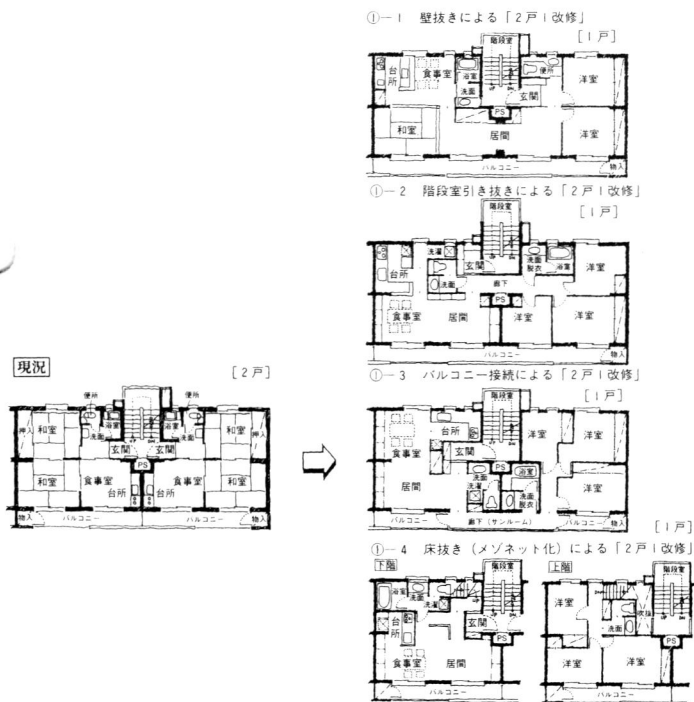 ①－1 壁抜きによる「2戸1改修」
[1戸]
階段室
台所
食事室
浴室
洗面
便所
洋室
玄関
PS
和室
居間
洋室
バルコニー
物入
①－2 階段室引き抜きによる「2戸1改修」
[1戸]
階段室
洗濯
台所
洗面
玄関
洗面
脱衣
浴室
洋室
廊下
PS
食事室
居間
洋室
洋室
バルコニー
①－3 バルコニー接続による「2戸1改修」
[1戸]
階段室
台所
食事室
玄関
洋室
洋室
PS
浴室
居間
洗面
洗濯
洗面
脱衣
洋室
バルコニー
廊下(サンルーム)
バルコニー
物入
現況
[2戸]
便所
便所
押入
和室
浴室
洗面
浴室
洗面
和室
押入
玄関
玄関
PS
和室
食事室
台所
食事室
台所
和室
物入
バルコニー
バルコニー
物入
[1戸]
①－4 床抜き(メゾネット化)による「2戸1改修」
下階
階段室
浴室
洗面
洗濯
台所
玄関
PS
食事室
居間
バルコニー
上階
階段室
洋室
吹抜
洗面
PS
洋室
洋室
バルコニー